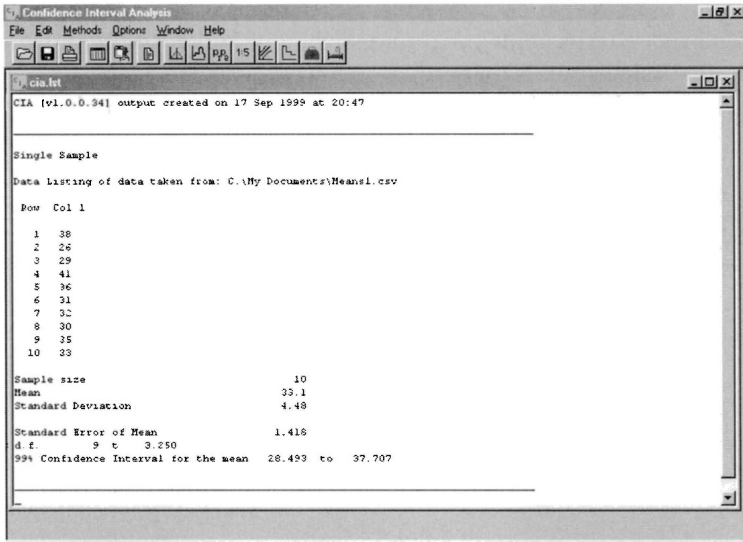 Confidence Interval Analysis
File Edit Methods Options Window Help
1:5
cia.lst
CIA [v1.0.0.34] output created on 17 Sep 1999 at 20:47
Single Sample
Data Listing of data taken from: C:\My Documents\Means1.csv
Row Col 1
1 38
2 26
3 29
4 41
5 36
6 31
7 32
8 30
9 35
10 33
Sample size 10
Mean 33.1
Standard Deviation 4.48
Standard Error of Mean 1.418
d.f. 9 t 3.250
99% Confidence Interval for the mean 28.493 to 37.707